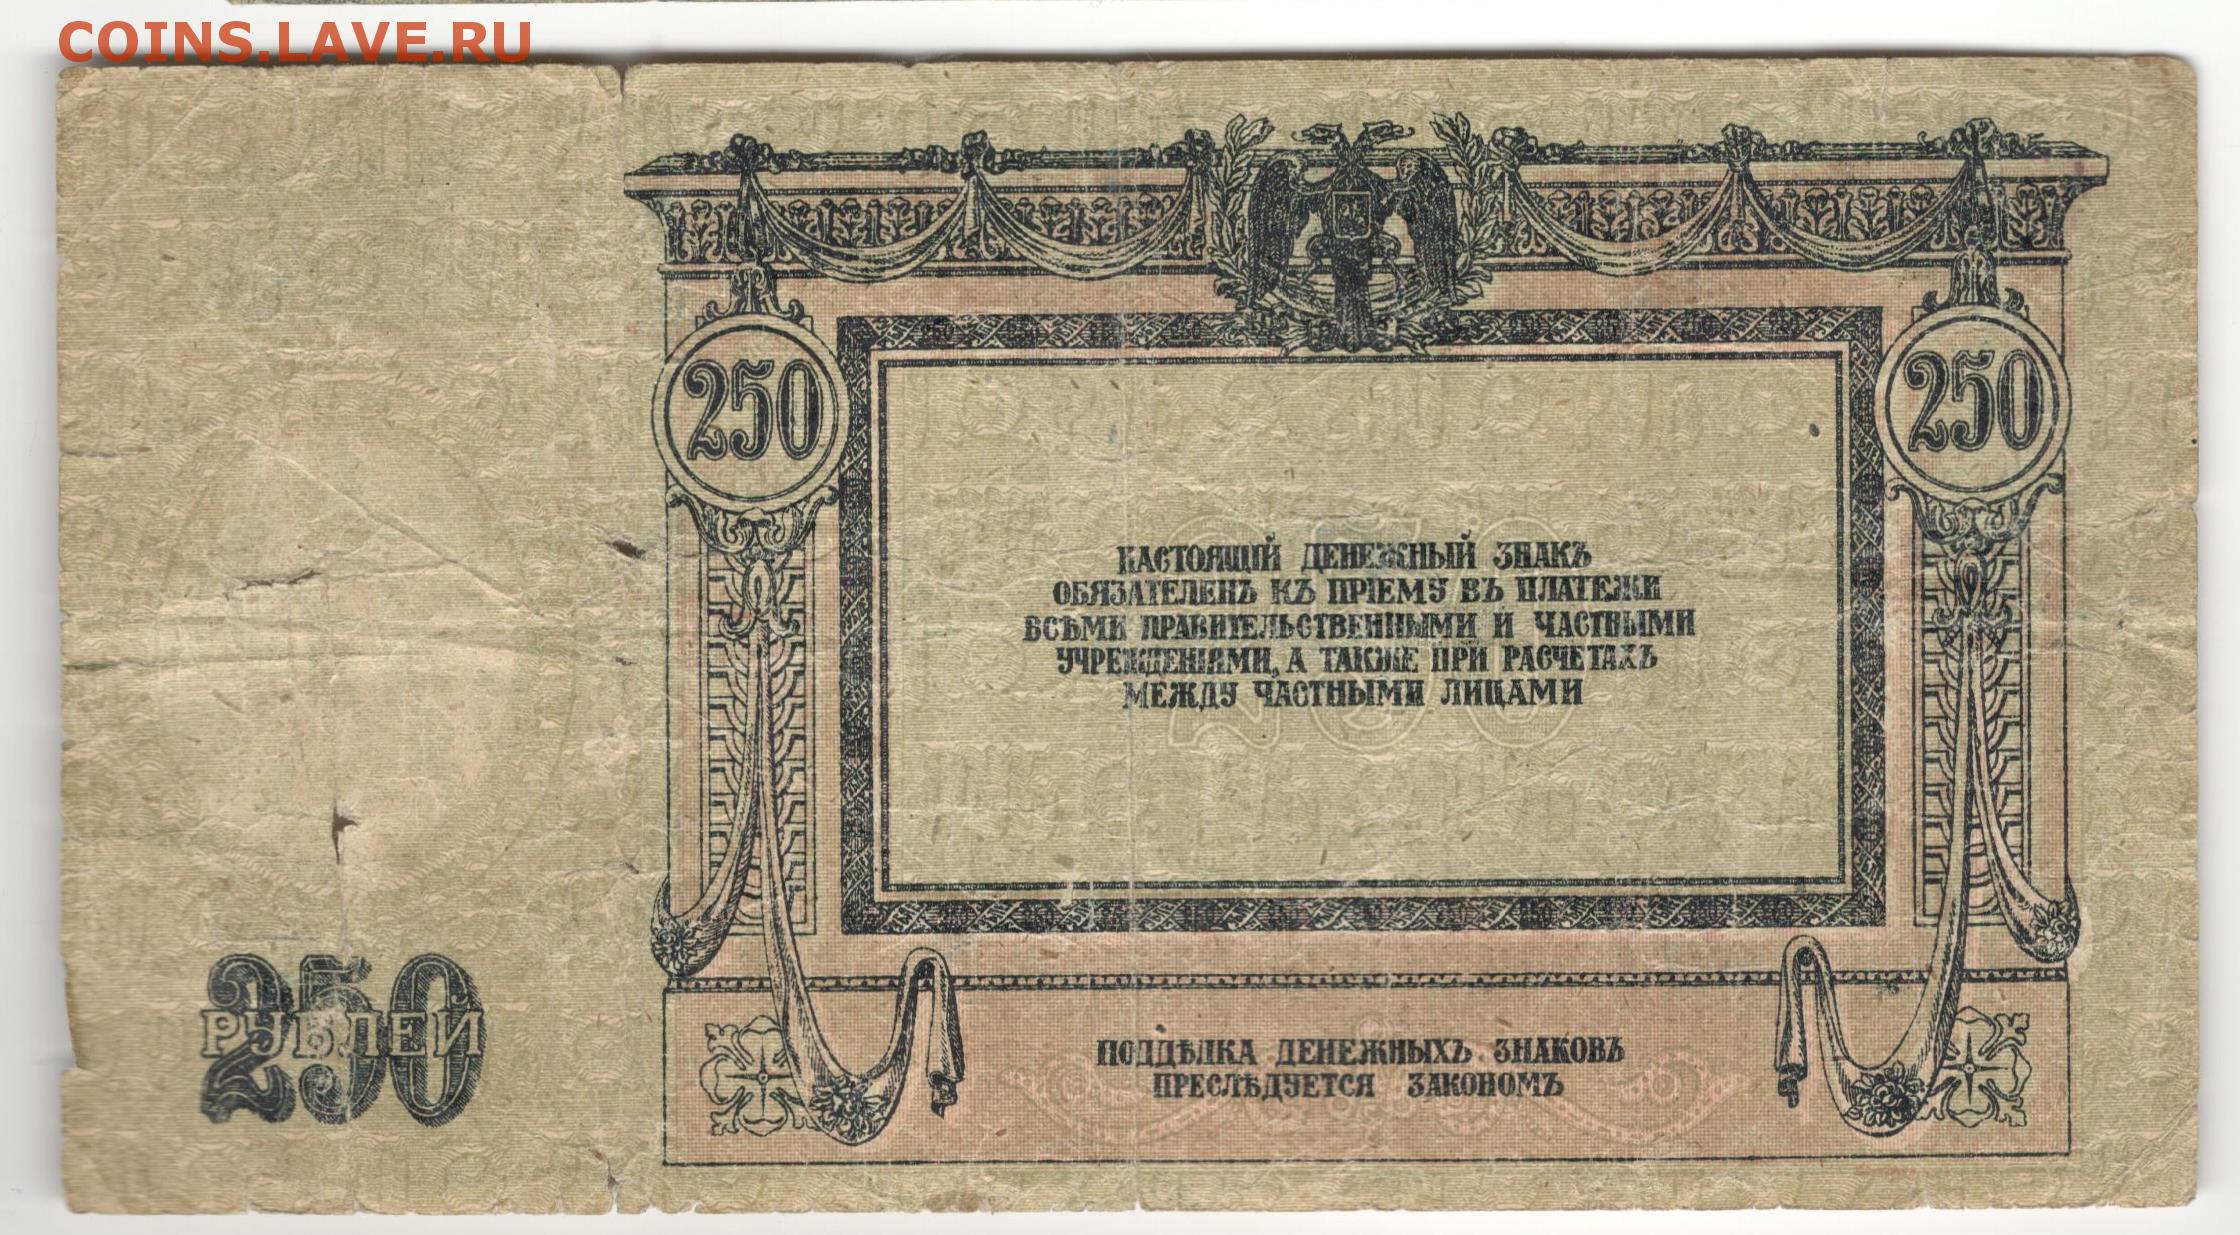 COINS.LAVE.RU
250
250
НАСТОЯЩІЙ ДЕНЕЖНЫЙ ЗНАКЪ
ОБЯЗАТЕЛЕНЪ КЪ ПРІЕМУ ВЪ ПЛАТЕЖИ
ВСѢМИ ПРАВИТЕЛЬСТВЕННЫМИ И ЧАСТНЫМИ
УЧРЕЖДЕНІЯМИ, А ТАКЖЕ ПРИ РАСЧЕТАХЪ
МЕЖДУ ЧАСТНЫМИ ЛИЦАМИ
250
РУБЛЕЙ
ПОДДѢЛКА ДЕНЕЖНЫХЪ ЗНАКОВЪ
ПРЕСЛѢДУЕТСЯ ЗАКОНОМЪ